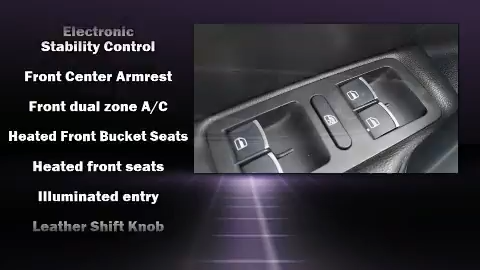 Electronic
Stability Control
Front Center Armrest
Front dual zone A/C
Heated Front Bucket Seats
Heated front seats
Illuminated entry
Leather Shift Knob